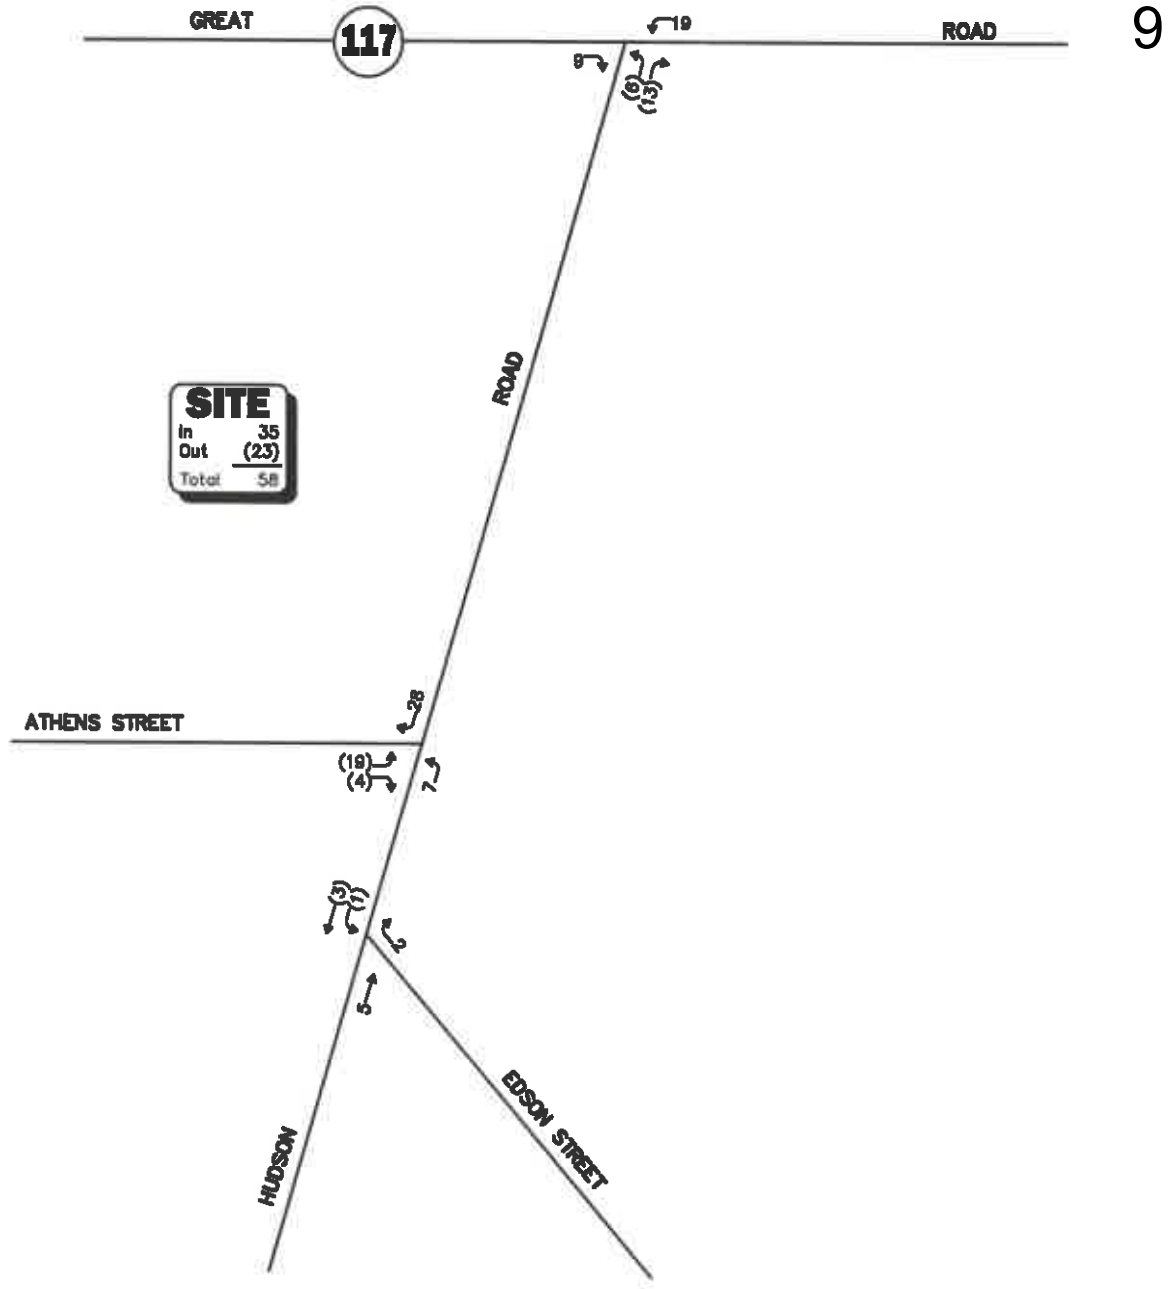 GREAT
117
19
ROAD
9
9
(6)
(13)
ROAD
SITE
In 35
Out (23)
Total 58
28
ATHENS STREET
(19)
(4)
7
(3)
(1)
2
5
EDSON STREET
HUDSON